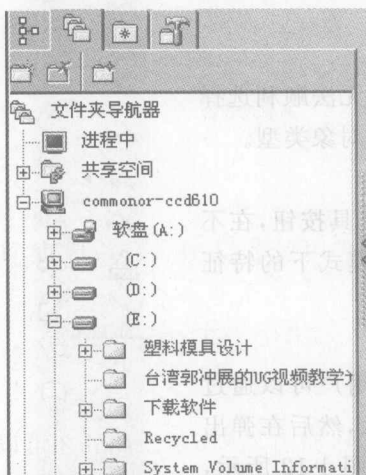 文件夹导航器
进程中
共享空间
commonor-ccd610
软盘(A:)
(C:)
(D:)
(E:)
塑料模具设计
台湾郭冲展的UG视频教学
下载软件
Recycled
System Volume Informati